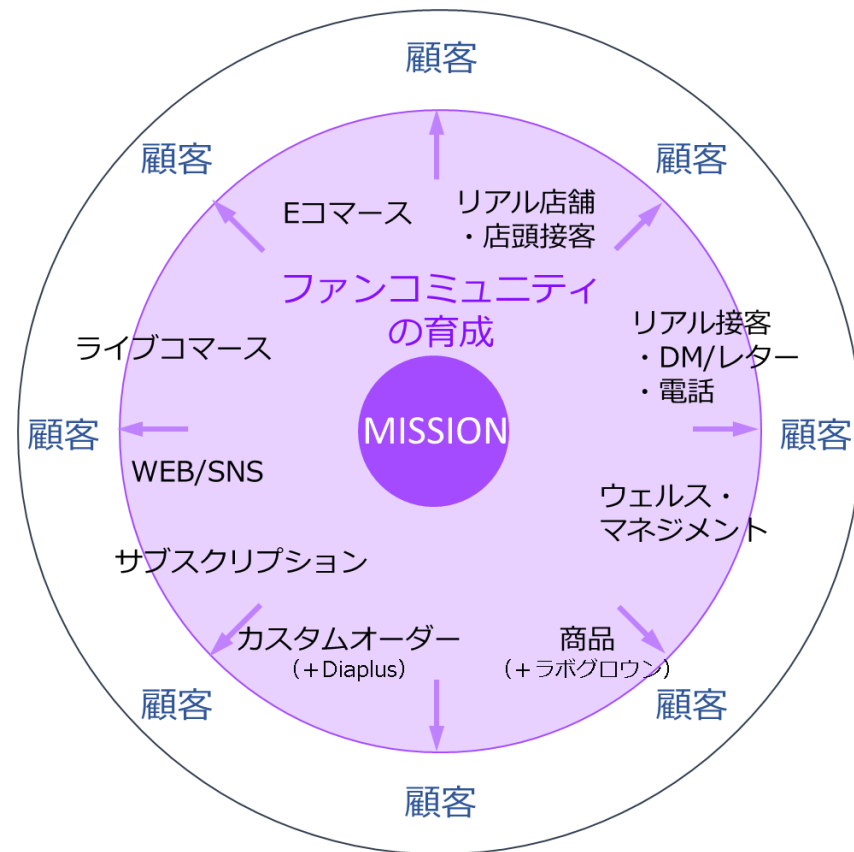 顧客
顧客
顧客
Eコマース
リアル店舗
・店頭接客
ファンコミュニティ
の育成
ライブコマース
リアル接客
・DM/レター
・電話
MISSION
顧客
顧客
WEB/SNS
ウェルス・
マネジメント
サブスクリプション
カスタムオーダー
（+Diaplus）
商品
（+ラボグロウン）
顧客
顧客
顧客